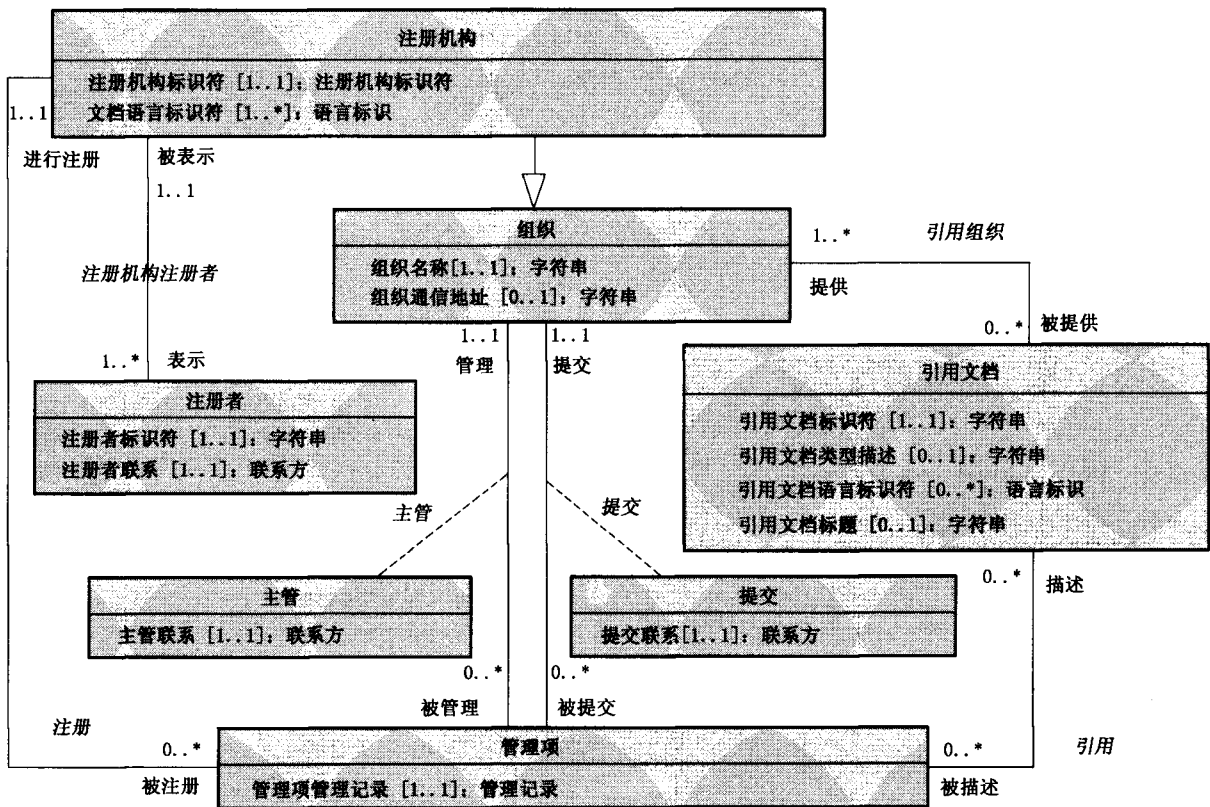 注册机构
注册机构标识符 [1..1]：注册机构标识符
文档语言标识符 [1..*]：语言标识
1..1
进行注册
被表示
1..1
组织
组织名称[1..1]：字符串
组织通信地址 [0..1]：字符串
1..*
引用组织
提供
注册机构注册者
0..*
被提供
1..1
1..1
管理
提交
1..*
表示
注册者
注册者标识符 [1..1]：字符串
注册者联系 [1..1]：联系方
引用文档
引用文档标识符 [1..1]：字符串
引用文档类型描述 [0..1]：字符串
引用文档语言标识符 [0..*]：语言标识
引用文档标题 [0..1]：字符串
主管
提交
0..*
描述
主管
主管联系 [1..1]：联系方
提交
提交联系[1..1]：联系方
0..*
0..*
被管理
被提交
注册
0..*
被注册
管理项
管理项管理记录 [1..1]：管理记录
0..*
引用
被描述